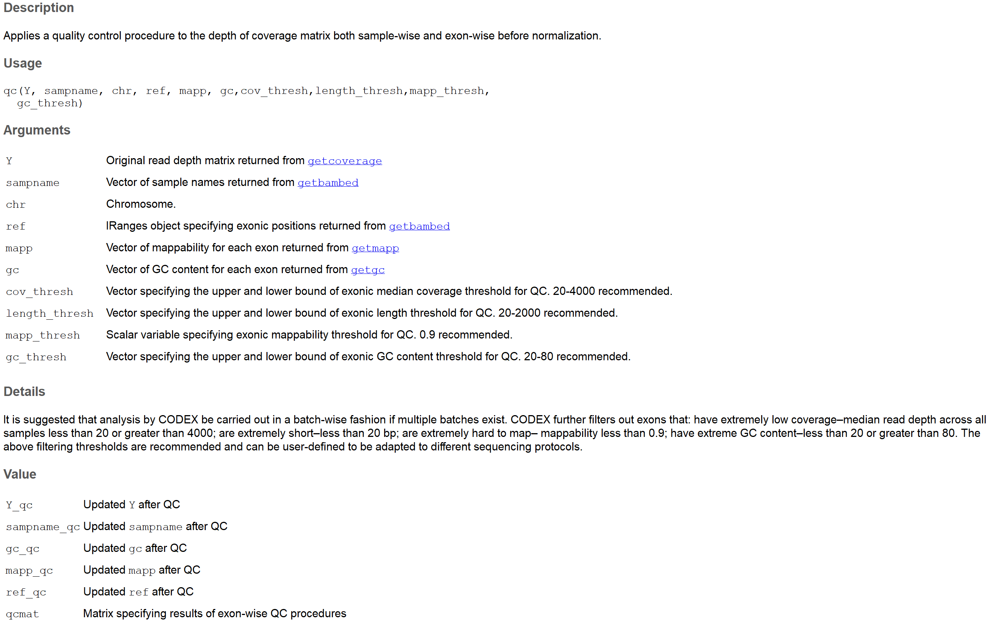 Description
Applies a quality control procedure to the depth of coverage matrix both sample-wise and exon-wise before normalization.
Usage
qc(Y, sampname, chr, ref, mapp, gc,cov_thresh,length_thresh,mapp_thresh,
  gc_thresh)
Arguments
Y Original read depth matrix returned from getcoverage
sampname Vector of sample names returned from getbambed
chr Chromosome.
ref IRanges object specifying exonic positions returned from getbambed
mapp Vector of mappability for each exon returned from getmapp
gc Vector of GC content for each exon returned from getgc
cov_thresh Vector specifying the upper and lower bound of exonic median coverage threshold for QC. 20-4000 recommended.
length_thresh Vector specifying the upper and lower bound of exonic length threshold for QC. 20-2000 recommended.
mapp_thresh Scalar variable specifying exonic mappability threshold for QC. 0.9 recommended.
gc_thresh Vector specifying the upper and lower bound of exonic GC content threshold for QC. 20-80 recommended.
Details
It is suggested that analysis by CODEX be carried out in a batch-wise fashion if multiple batches exist. CODEX further filters out exons that: have extremely low coverage–median read depth across all
samples less than 20 or greater than 4000; are extremely short–less than 20 bp; are extremely hard to map– mappability less than 0.9; have extreme GC content–less than 20 or greater than 80. The
above filtering thresholds are recommended and can be user-defined to be adapted to different sequencing protocols.
Value
Y_qc Updated Y after QC
sampname_qc Updated sampname after QC
gc_qc Updated gc after QC
mapp_qc Updated mapp after QC
ref_qc Updated ref after QC
qcmat Matrix specifying results of exon-wise QC procedures